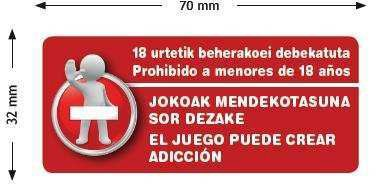 70 mm
32 mm
18 urtetik beherakoei debekatuta
Prohibido a menores de 18 años
JOKOAK MENDEKOTASUNA
SOR DEZAKE
EL JUEGO PUEDE CREAR
ADICCIÓN